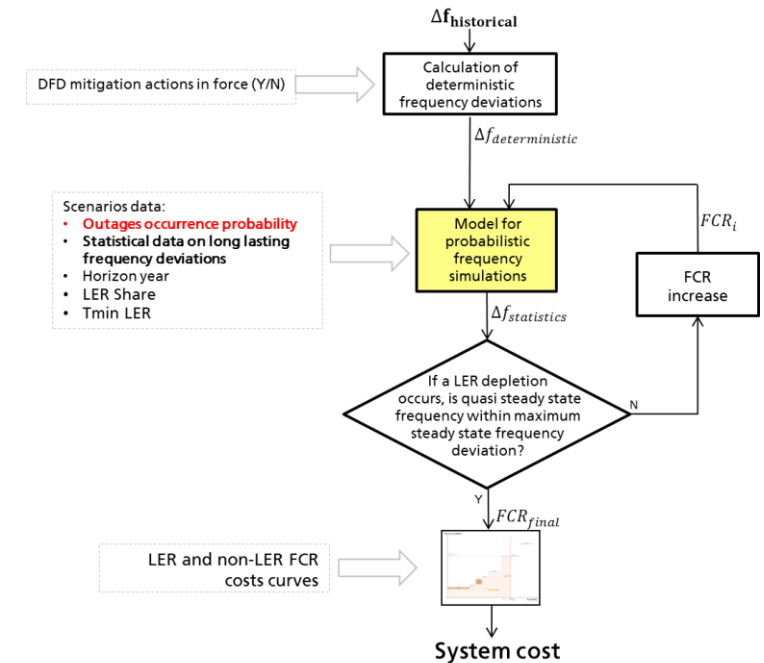 Δf_historical
Calculation of
deterministic
frequency deviations
DFD mitigation actions in force (Y/N)
Δf_deterministic
Scenarios data:
• Outages occurrence probability
• Statistical data on long lasting
frequency deviations
• Horizon year
• LER Share
• Tmin LER
Model for
probabilistic
frequency
simulations
FCR_i
FCR
increase
Δf_statistics
If a LER depletion
occurs, is quasi steady state
frequency within maximum
steady state frequency
deviation?
N
Y
FCR_final
LER and non-LER FCR
costs curves
System cost